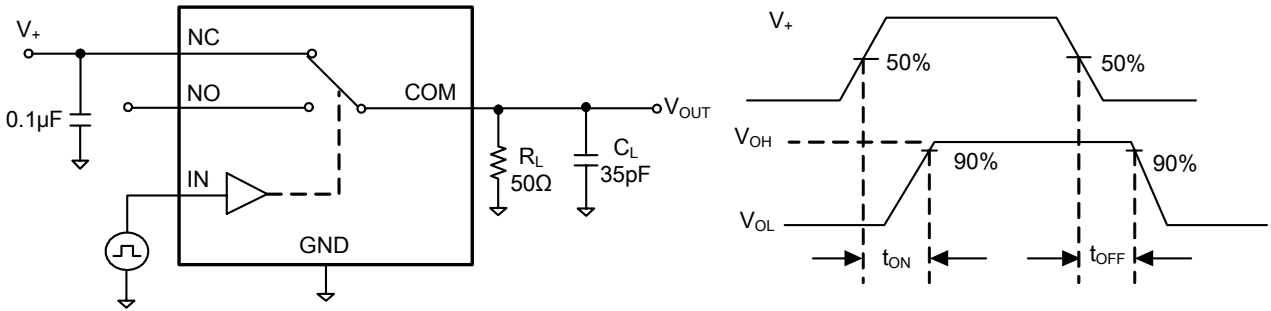 V+
NC
NO
COM
0.1µF
VOUT
RL
50Ω
CL
35pF
IN
GND
V+
50%
50%
VOH
90%
90%
VOL
tON
tOFF